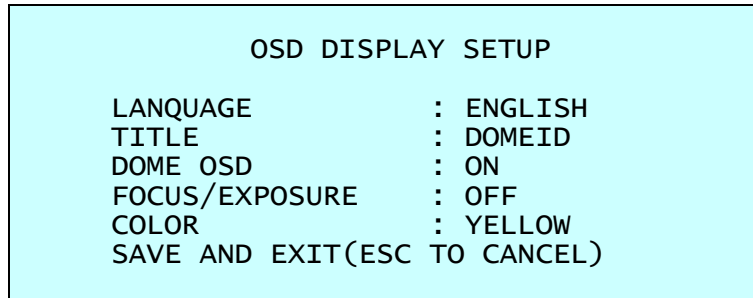 OSD DISPLAY SETUP
LANQUAGE : ENGLISH
TITLE : DOMEID
DOME OSD : ON
FOCUS/EXPOSURE : OFF
COLOR : YELLOW
SAVE AND EXIT(ESC TO CANCEL)